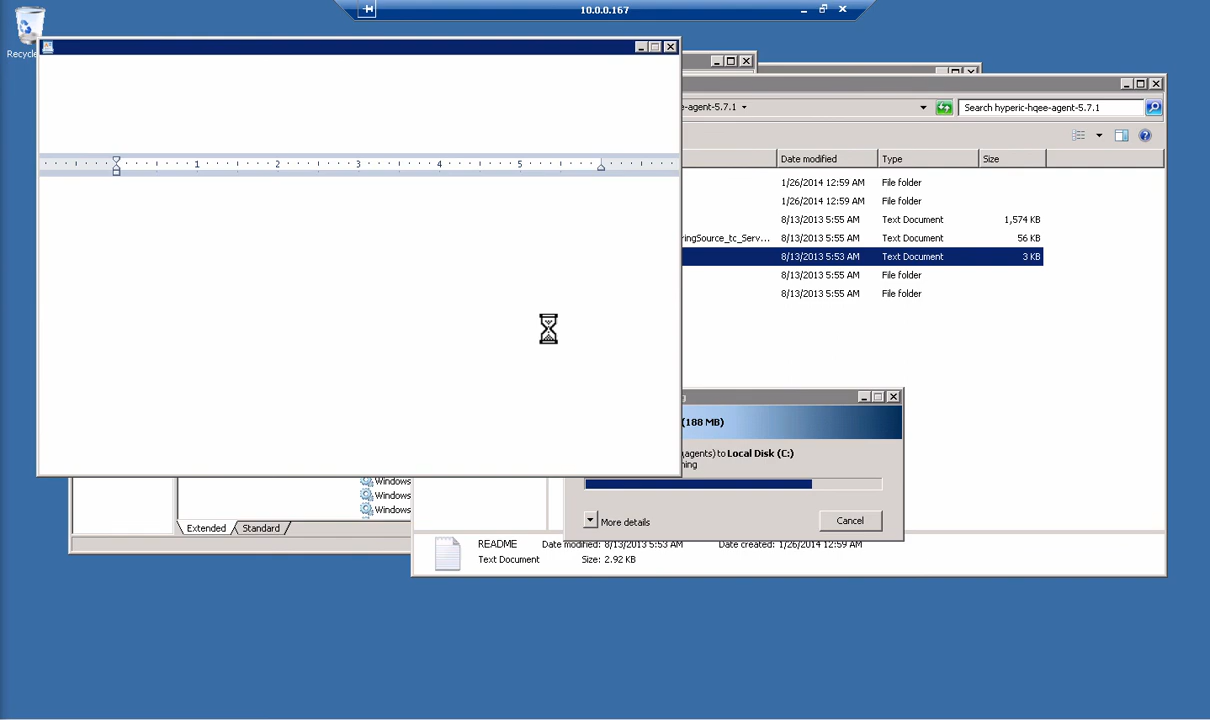 10.0.0.167
Recycle
e-agent-5.7.1
Search hyperic-hqee-agent-5.7.1
1 2 3 4 5
Date modified Type Size
1/26/2014 12:59 AM File folder
1/26/2014 12:59 AM File folder
8/13/2013 5:55 AM Text Document 1,574 KB
ringSource_tc_Serv... 8/13/2013 5:55 AM Text Document 56 KB
8/13/2013 5:53 AM Text Document 3 KB
8/13/2013 5:55 AM File folder
8/13/2013 5:55 AM File folder
g
(188 MB)
agents) to Local Disk (C:)
ning
More details
Cancel
Windows
Windows
Windows
Extended Standard
README Date modified: 8/13/2013 5:53 AM Date created: 1/26/2014 12:59 AM
Text Document Size: 2.92 KB